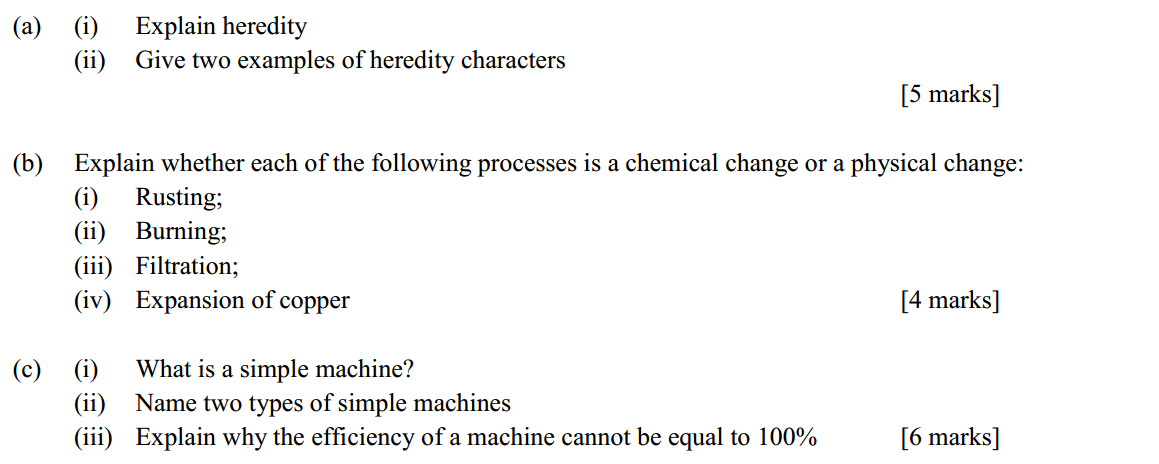 (a) (i) Explain heredity
(ii) Give two examples of heredity characters
[5 marks]
(b) Explain whether each of the following processes is a chemical change or a physical change:
(i) Rusting;
(ii) Burning;
(iii) Filtration;
(iv) Expansion of copper [4 marks]
(c) (i) What is a simple machine?
(ii) Name two types of simple machines
(iii) Explain why the efficiency of a machine cannot be equal to 100% [6 marks]